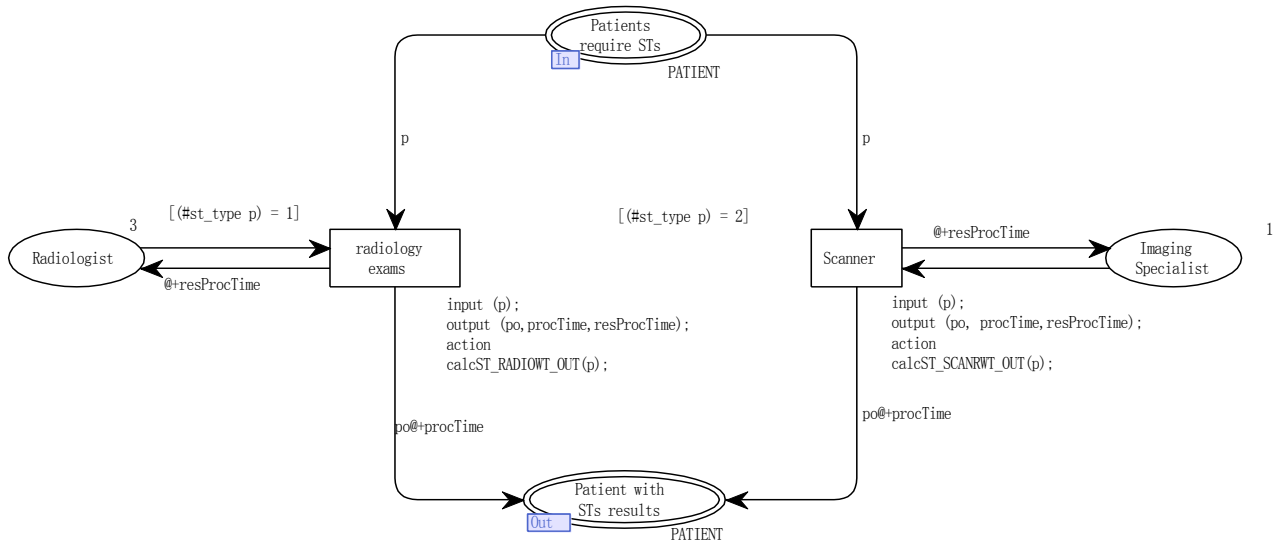 Patients
require STs
In
PATIENT
p
p
[(#st_type p) = 1]
[(#st_type p) = 2]
3
1
Radiologist
@+resProcTime
radiology
exams
Scanner
@+resProcTime
Imaging
Specialist
input (p);
output (po,procTime,resProcTime);
action
calcST_RADIOWT_OUT(p);
input (p);
output (po, procTime,resProcTime);
action
calcST_SCANRWT_OUT(p);
po@+procTime
po@+procTime
Patient with
STs results
Out
PATIENT